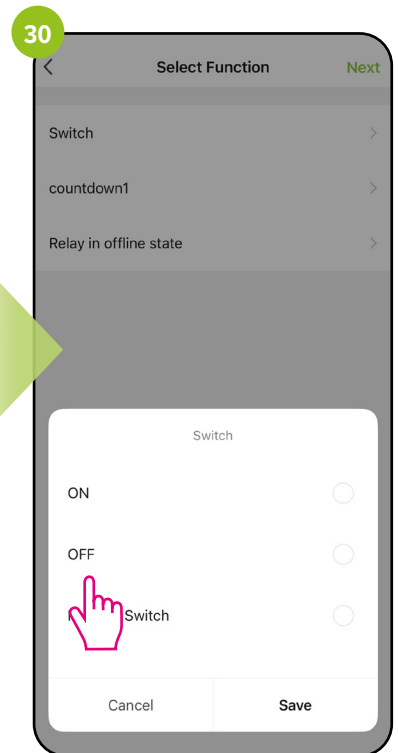 30
Select Function Next
Switch
countdown1
Relay in offline state
Switch
ON
OFF
Switch
Cancel Save